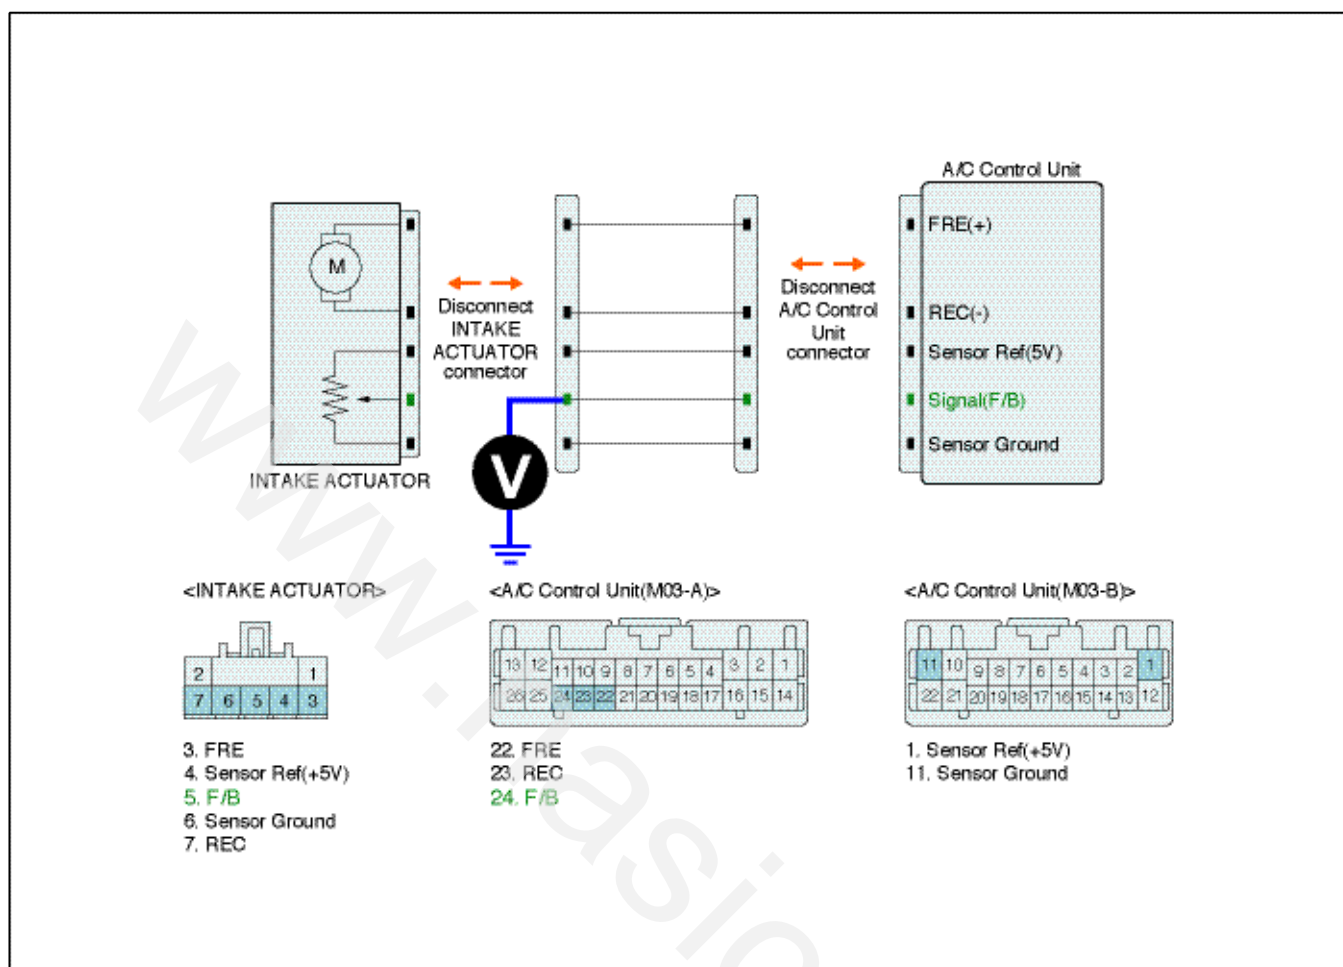 A/C Control Unit
FRE(+)
M
Disconnect
INTAKE
ACTUATOR
connector
Disconnect
A/C Control
Unit
connector
REC(-)
Sensor Ref(5V)
Signal(F/B)
Sensor Ground
INTAKE ACTUATOR
V
<INTAKE ACTUATOR>
2 1
7 6 5 4 3
3. FRE
4. Sensor Ref(+5V)
5. F/B
6. Sensor Ground
7. REC
<A/C Control Unit(M03-A)>
13 12 11 10 9 8 7 6 5 4 3 2 1
26 25 24 23 22 21 20 19 18 17 16 15 14
22. FRE
23. REC
24. F/B
<A/C Control Unit(M03-B)>
11 10 9 8 7 6 5 4 3 2 1
22 21 20 19 18 17 16 15 14 13 12
1. Sensor Ref(+5V)
11. Sensor Ground